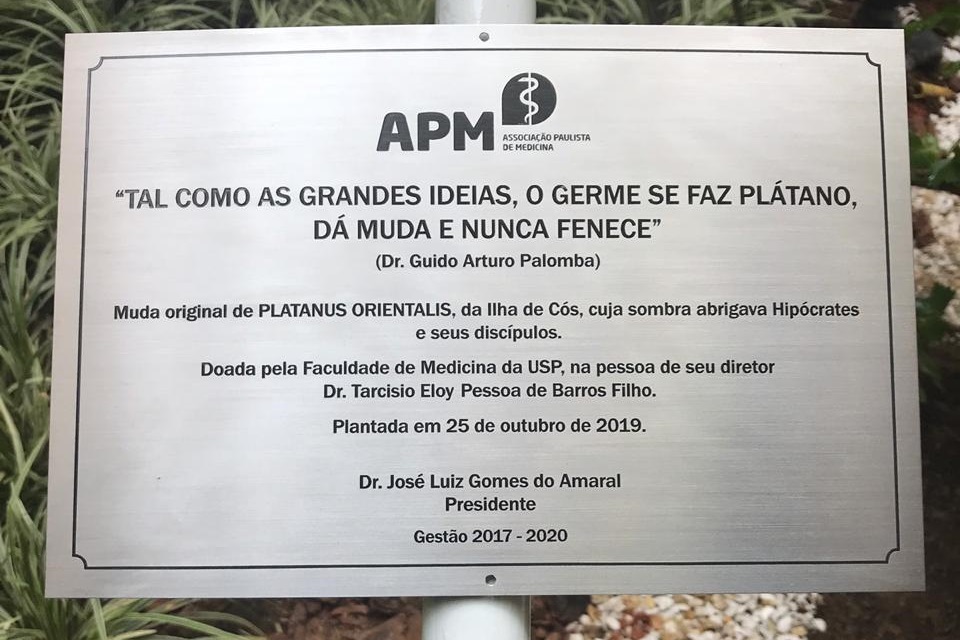 APM
ASSOCIAÇÃO PAULISTA
DE MEDICINA
“TAL COMO AS GRANDES IDEIAS, O GERME SE FAZ PLÁTANO,
DÁ MUDA E NUNCA FENECE”
(Dr. Guido Arturo Palomba)
Muda original de PLATANUS ORIENTALIS, da Ilha de Cós, cuja sombra abrigava Hipócrates
e seus discípulos.
Doada pela Faculdade de Medicina da USP, na pessoa de seu diretor
Dr. Tarcisio Eloy Pessoa de Barros Filho.
Plantada em 25 de outubro de 2019.
Dr. José Luiz Gomes do Amaral
Presidente
Gestão 2017 - 2020